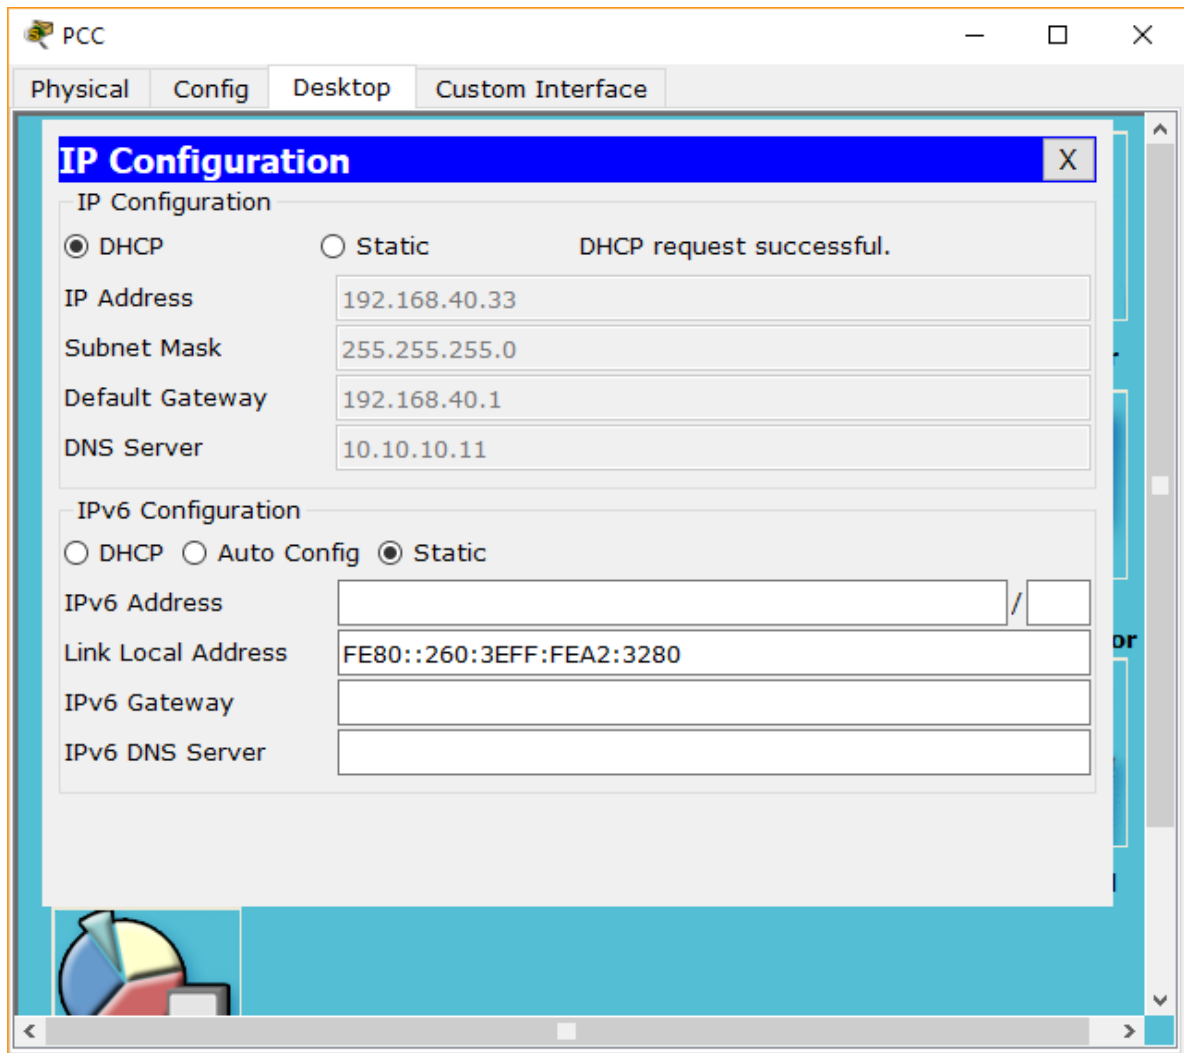 PCC
Physical Config Desktop Custom Interface
IP Configuration X
IP Configuration
DHCP Static DHCP request successful.
IP Address 192.168.40.33
Subnet Mask 255.255.255.0
Default Gateway 192.168.40.1
DNS Server 10.10.10.11
IPv6 Configuration
DHCP Auto Config Static
IPv6 Address /
Link Local Address FE80::260:3EFF:FEA2:3280
or
IPv6 Gateway
IPv6 DNS Server